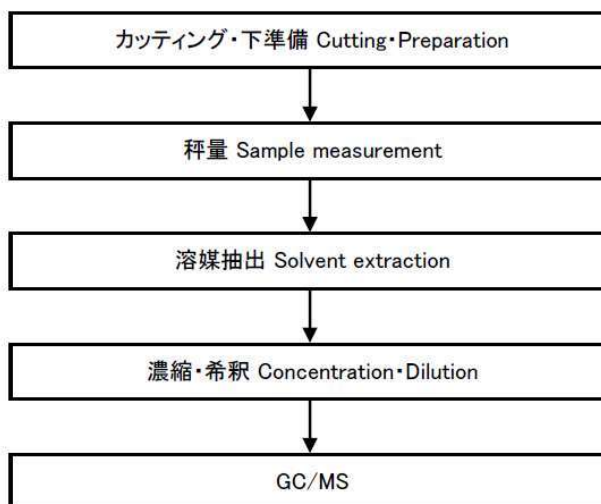 カッティング・下準備 Cutting・Preparation
秤量 Sample measurement
溶媒抽出 Solvent extraction
濃縮・希釈 Concentration・Dilution
GC/MS